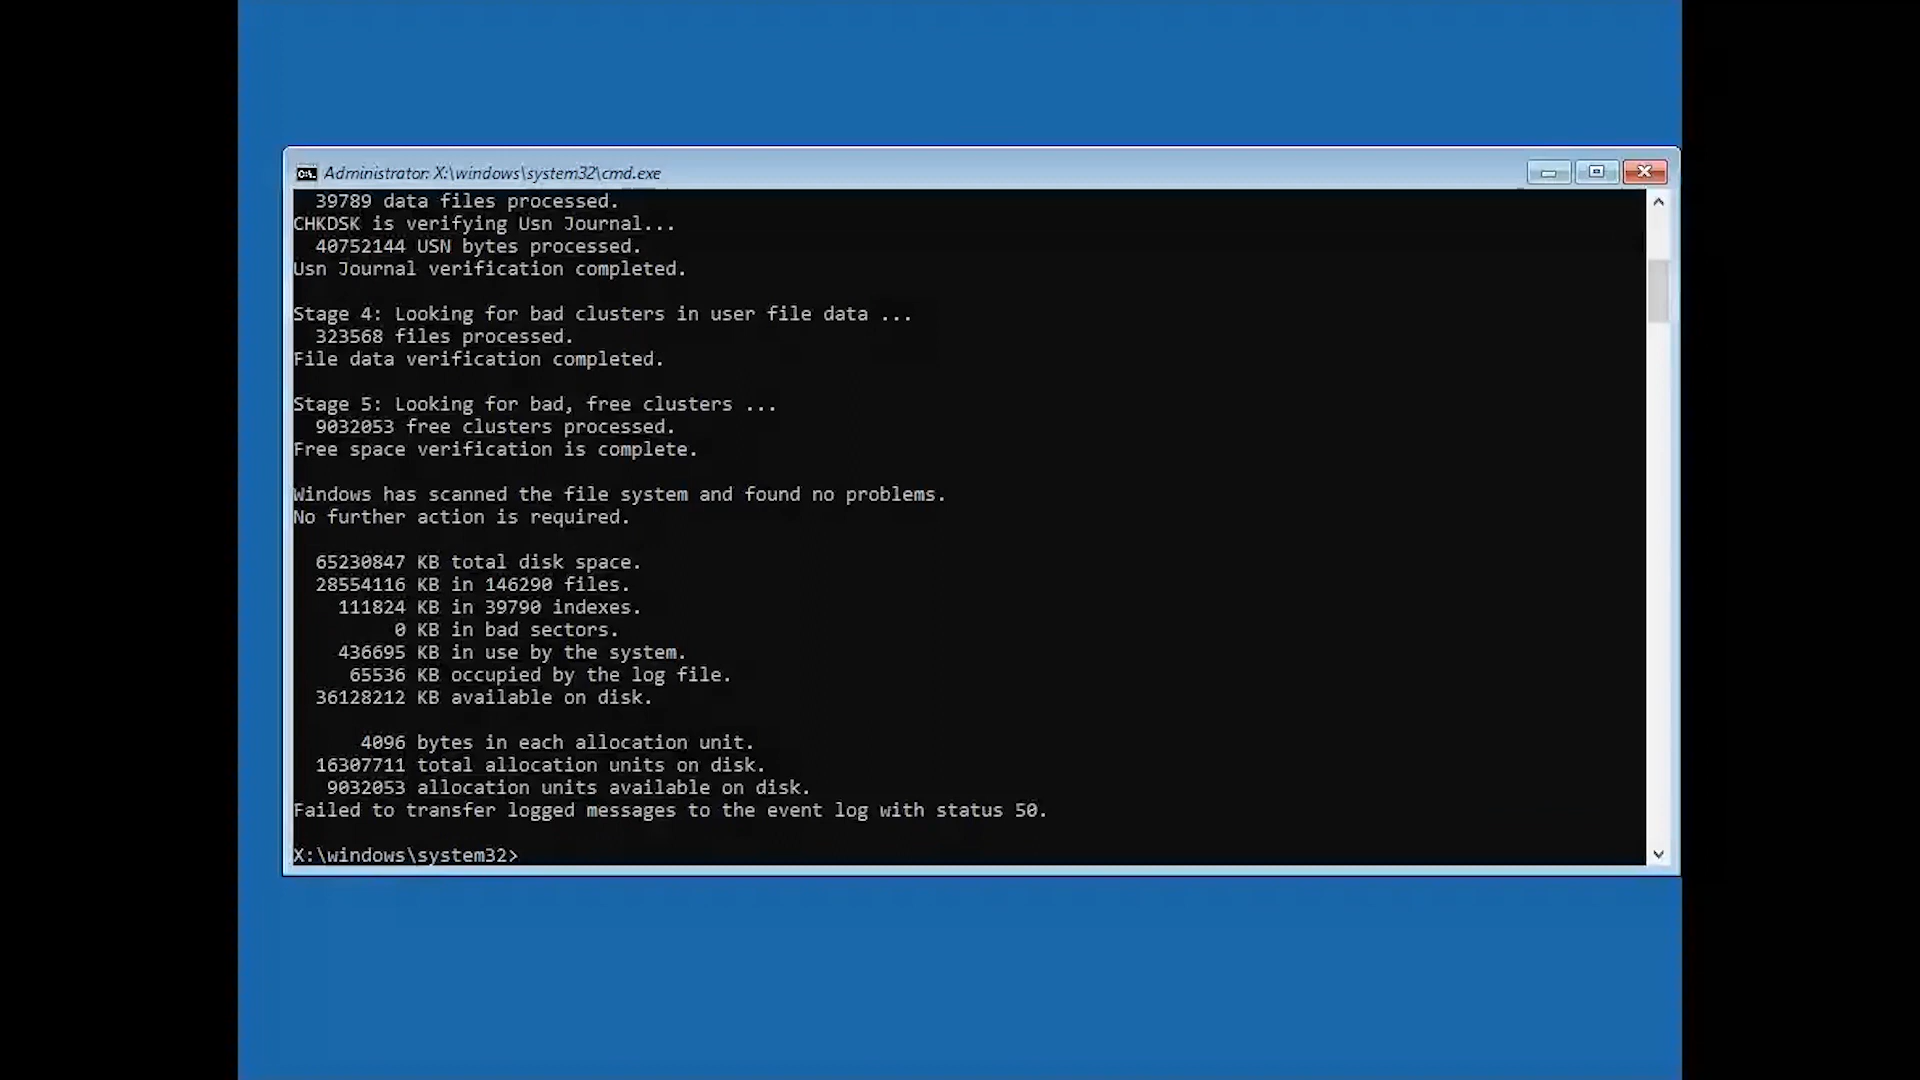 Administrator: X:\windows\system32\cmd.exe
39789 data files processed.
CHKDSK is verifying Usn Journal...
40752144 USN bytes processed.
Usn Journal verification completed.
Stage 4: Looking for bad clusters in user file data ...
323568 files processed.
File data verification completed.
Stage 5: Looking for bad, free clusters ...
9032053 free clusters processed.
Free space verification is complete.
Windows has scanned the file system and found no problems.
No further action is required.
65230847 KB total disk space.
28554116 KB in 146290 files.
111824 KB in 39790 indexes.
0 KB in bad sectors.
436695 KB in use by the system.
65536 KB occupied by the log file.
36128212 KB available on disk.
4096 bytes in each allocation unit.
16307711 total allocation units on disk.
9032053 allocation units available on disk.
Failed to transfer logged messages to the event log with status 50.
X:\windows\system32>